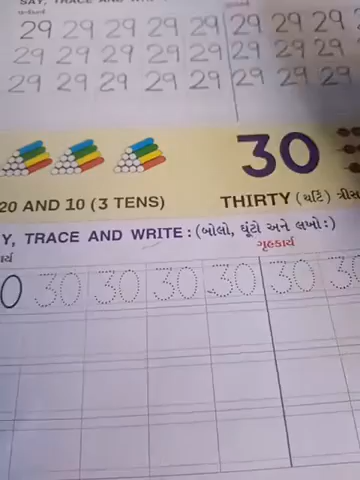 SAY, TRACE AND WR
29 29 29 29 29 29 29 29
29 29 29 29 29 29 29 29
29 29 29 29 29 29 29 29
30
20 AND 10 (3 TENS) THIRTY (થર્ટિ) ત્રીસ
Y, TRACE AND WRITE : (બોલો, ઘૂંટો અને લખો :)
ગૃહકાર્ય
0 30 30 30 30 30 30